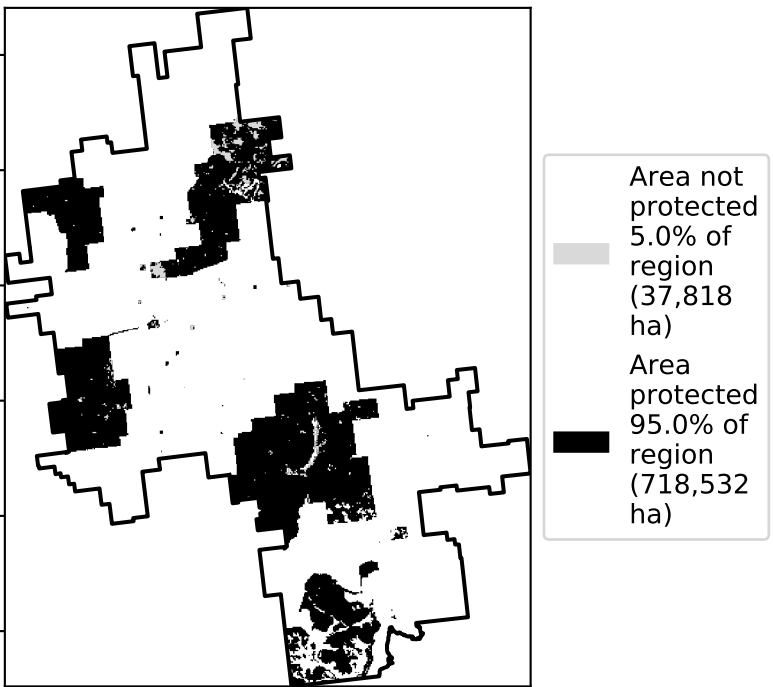 Area not
protected
5.0% of
region
(37,818
ha)
Area
protected
95.0% of
region
(718,532
ha)